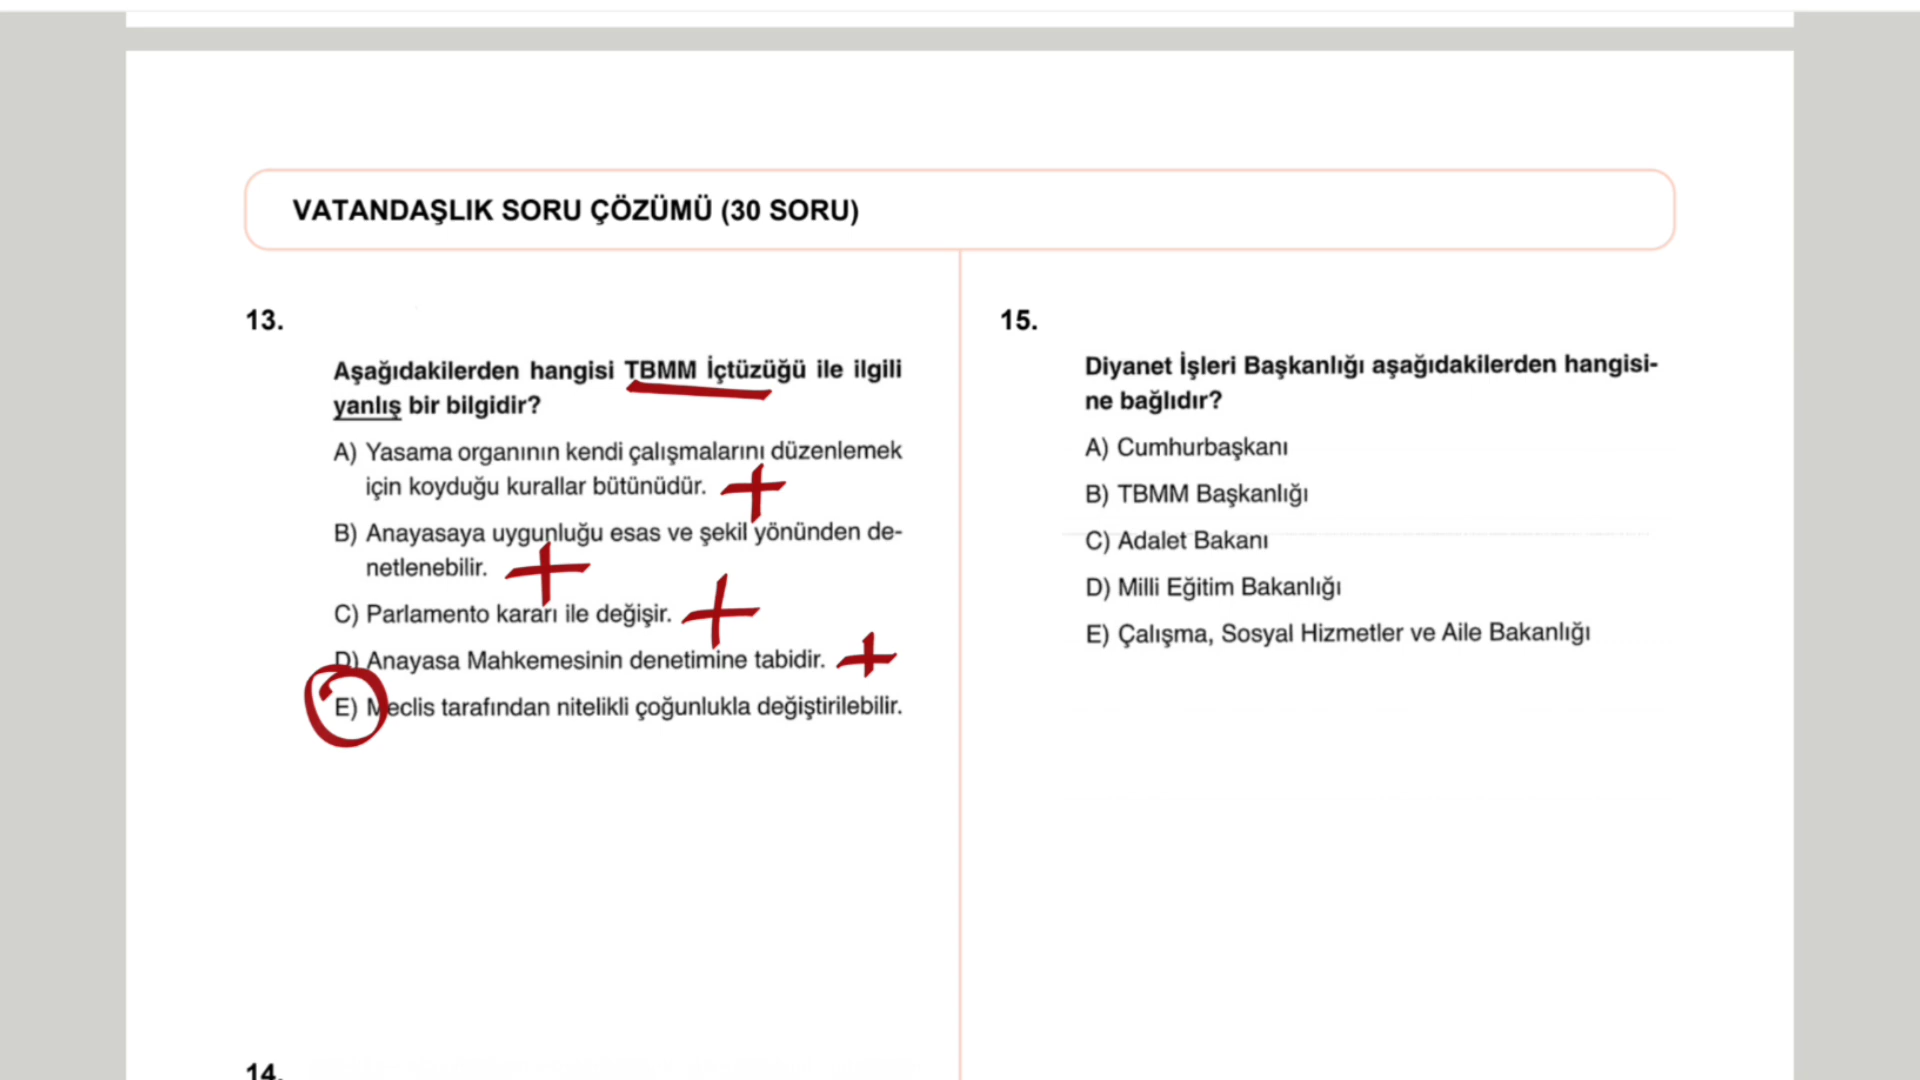 VATANDAŞLIK SORU ÇÖZÜMÜ (30 SORU)
13.
Aşağıdakilerden hangisi TBMM İçtüzüğü ile ilgili
yanlış bir bilgidir?
A) Yasama organının kendi çalışmalarını düzenlemek
için koyduğu kurallar bütünüdür.
B) Anayasaya uygunluğu esas ve şekil yönünden de-
netlenebilir.
C) Parlamento kararı ile değişir.
D) Anayasa Mahkemesinin denetimine tabidir.
E) Meclis tarafından nitelikli çoğunlukla değiştirilebilir.
14.
15.
Diyanet İşleri Başkanlığı aşağıdakilerden hangisi-
ne bağlıdır?
A) Cumhurbaşkanı
B) TBMM Başkanlığı
C) Adalet Bakanı
D) Milli Eğitim Bakanlığı
E) Çalışma, Sosyal Hizmetler ve Aile Bakanlığı